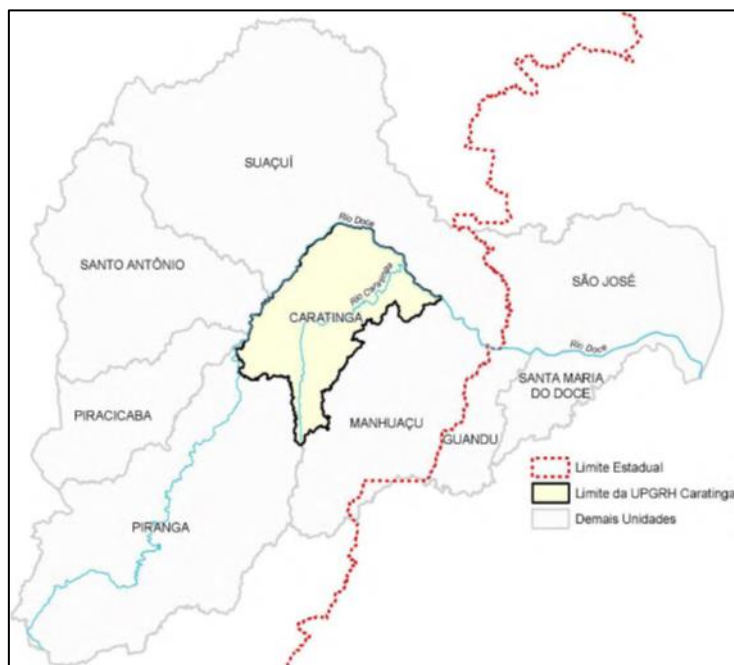 SUAÇUÍ
Rio Doce
SANTO ANTÔNIO
Rio Caratinga
SÃO JOSÉ
CARATINGA
Rio Doce
SANTA MARIA
DO DOCE
PIRACICABA
MANHUAÇU
GUANDU
Limite Estadual
Limite da UPGRH Caratinga
Demais Unidades
PIRANGA